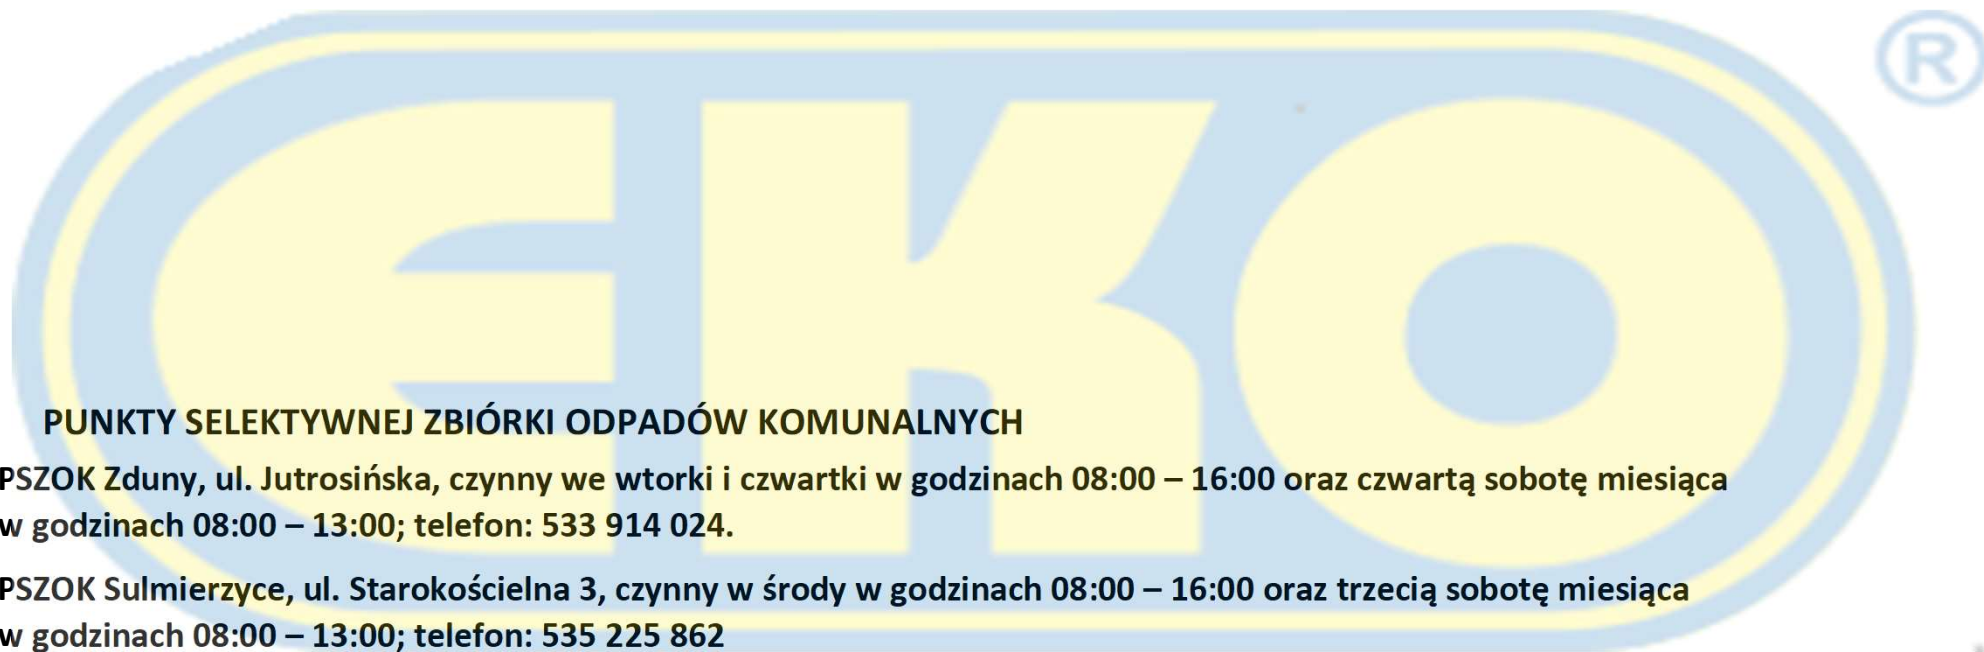 EKO ®
PUNKTY SELEKTYWNEJ ZBIÓRKI ODPADÓW KOMUNALNYCH
PSZOK Zduny, ul. Jutrosińska, czynny we wtorki i czwartki w godzinach 08:00 – 16:00 oraz czwartą sobotę miesiąca
w godzinach 08:00 – 13:00; telefon: 533 914 024.
PSZOK Sulmierzyce, ul. Starokościelna 3, czynny w środy w godzinach 08:00 – 16:00 oraz trzecią sobotę miesiąca
w godzinach 08:00 – 13:00; telefon: 535 225 862